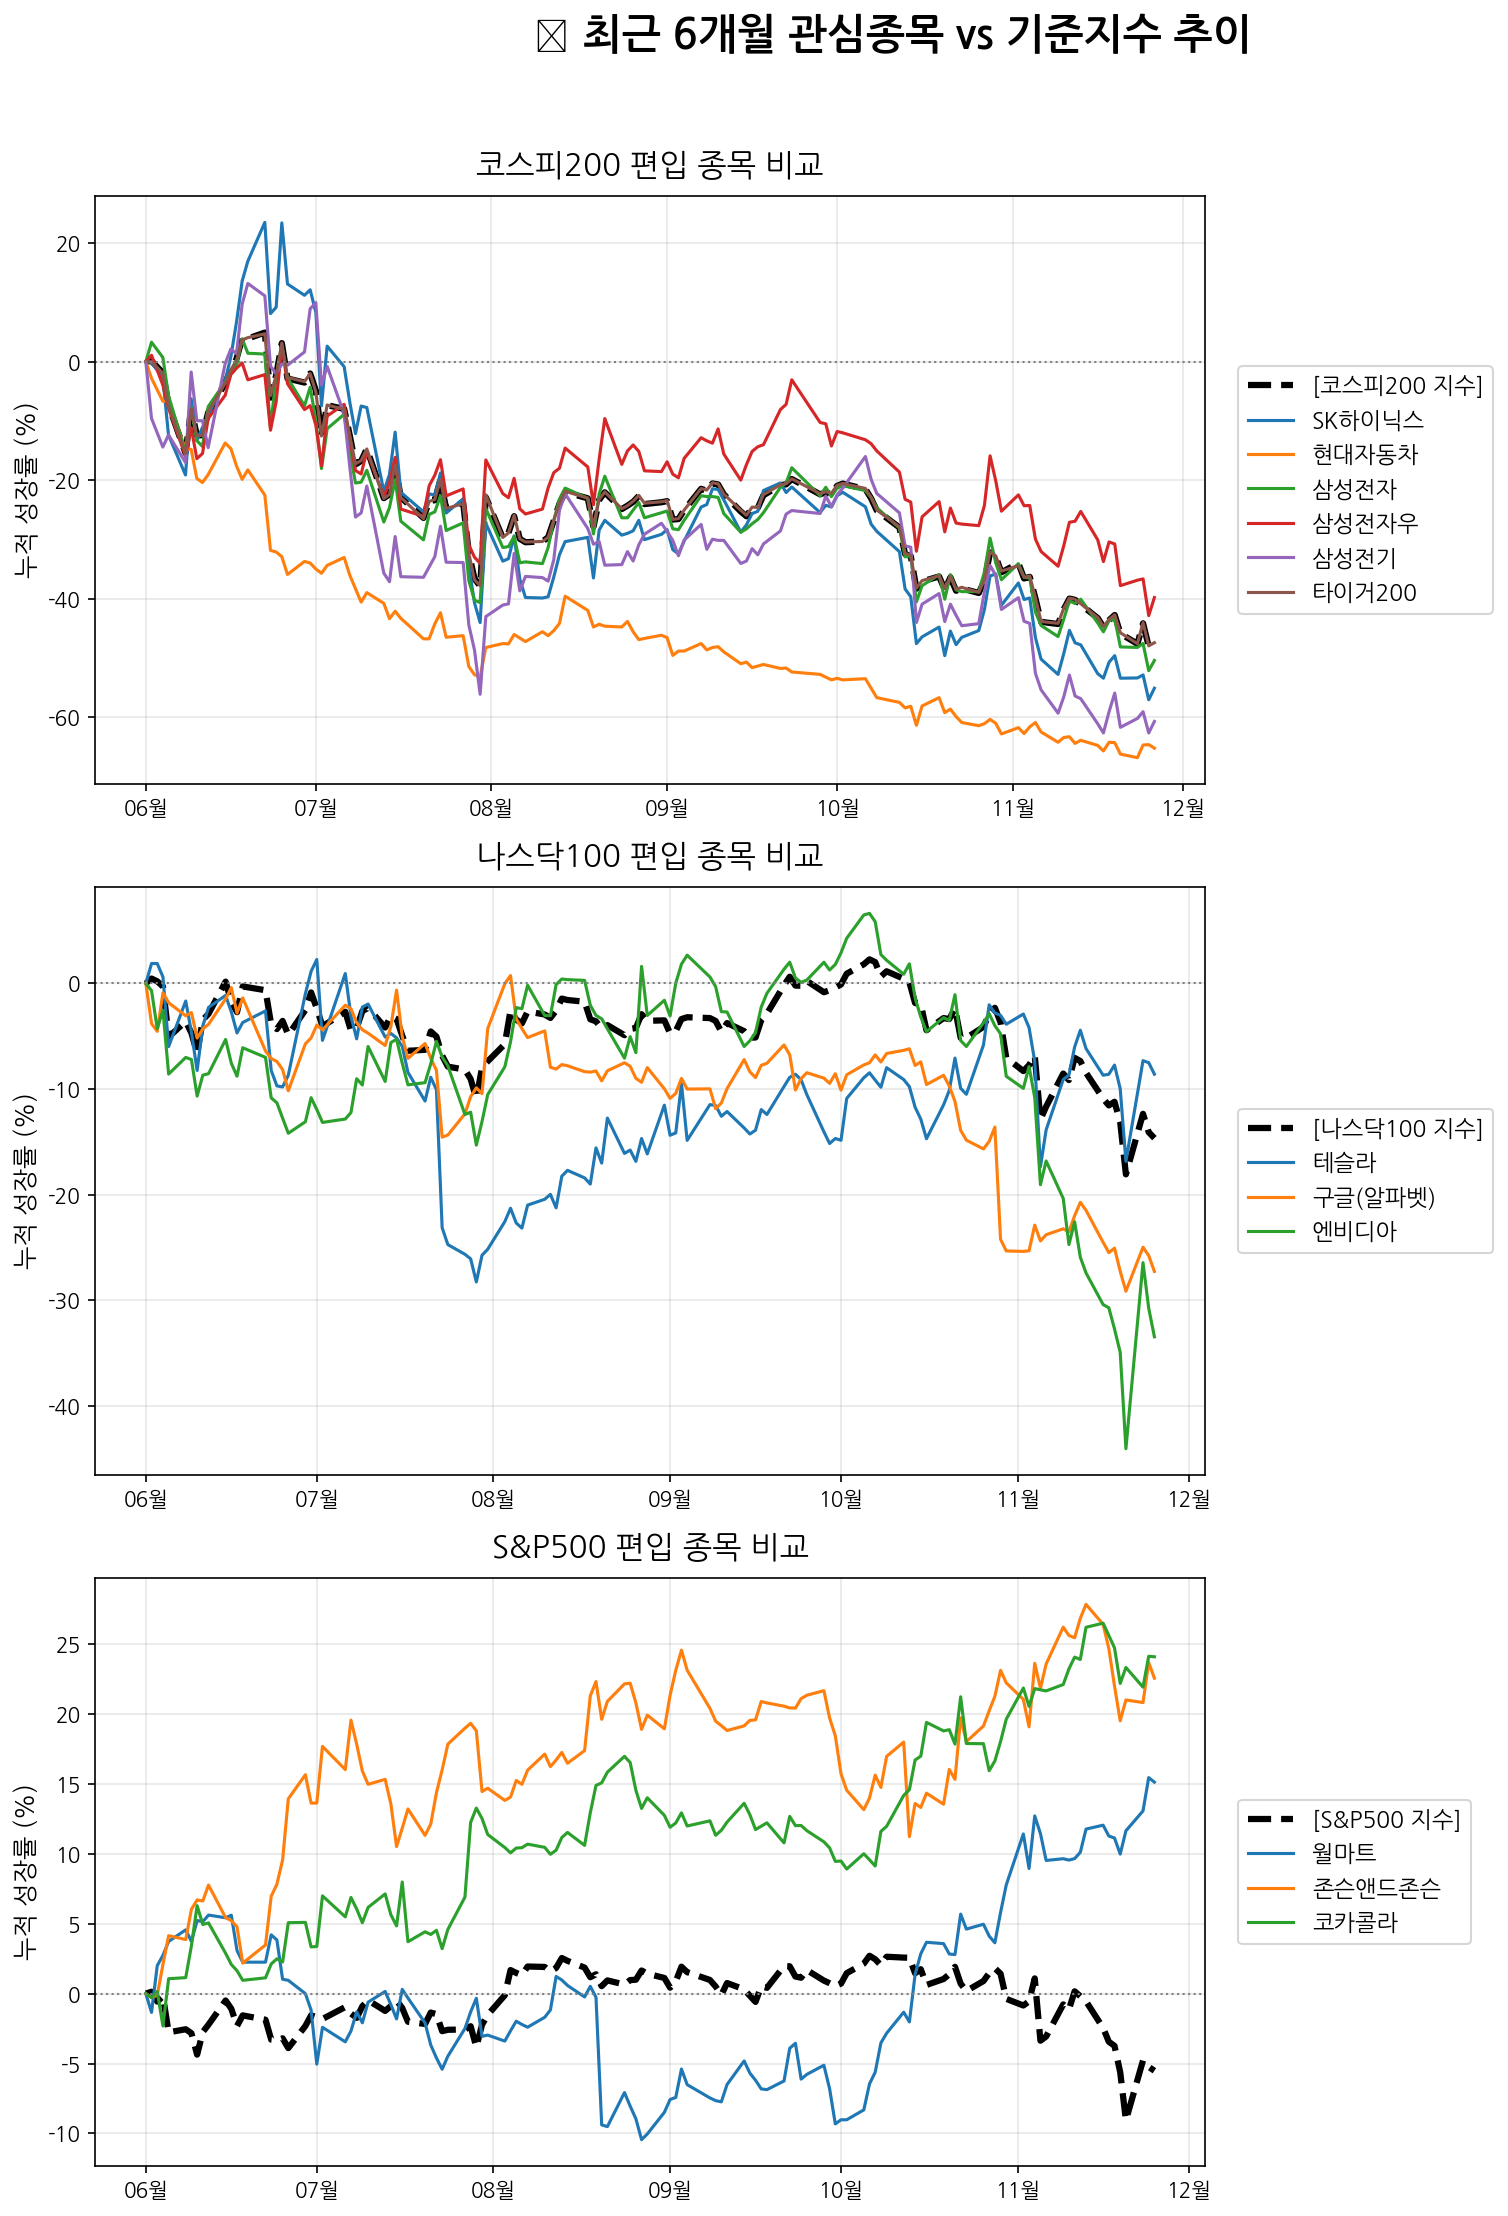 최근 6개월 관심종목 vs 기준지수 추이
코스피200 편입 종목 비교
누적 성장률 (%)
20
0
-20
-40
-60
06월
07월
08월
09월
10월
11월
12월
[코스피200 지수]
SK하이닉스
현대자동차
삼성전자
삼성전자우
삼성전기
타이거200
나스닥100 편입 종목 비교
누적 성장률 (%)
0
-10
-20
-30
-40
06월
07월
08월
09월
10월
11월
12월
[나스닥100 지수]
테슬라
구글(알파벳)
엔비디아
S&P500 편입 종목 비교
누적 성장률 (%)
25
20
15
10
5
0
-5
-10
06월
07월
08월
09월
10월
11월
12월
[S&P500 지수]
월마트
존슨앤드존슨
코카콜라